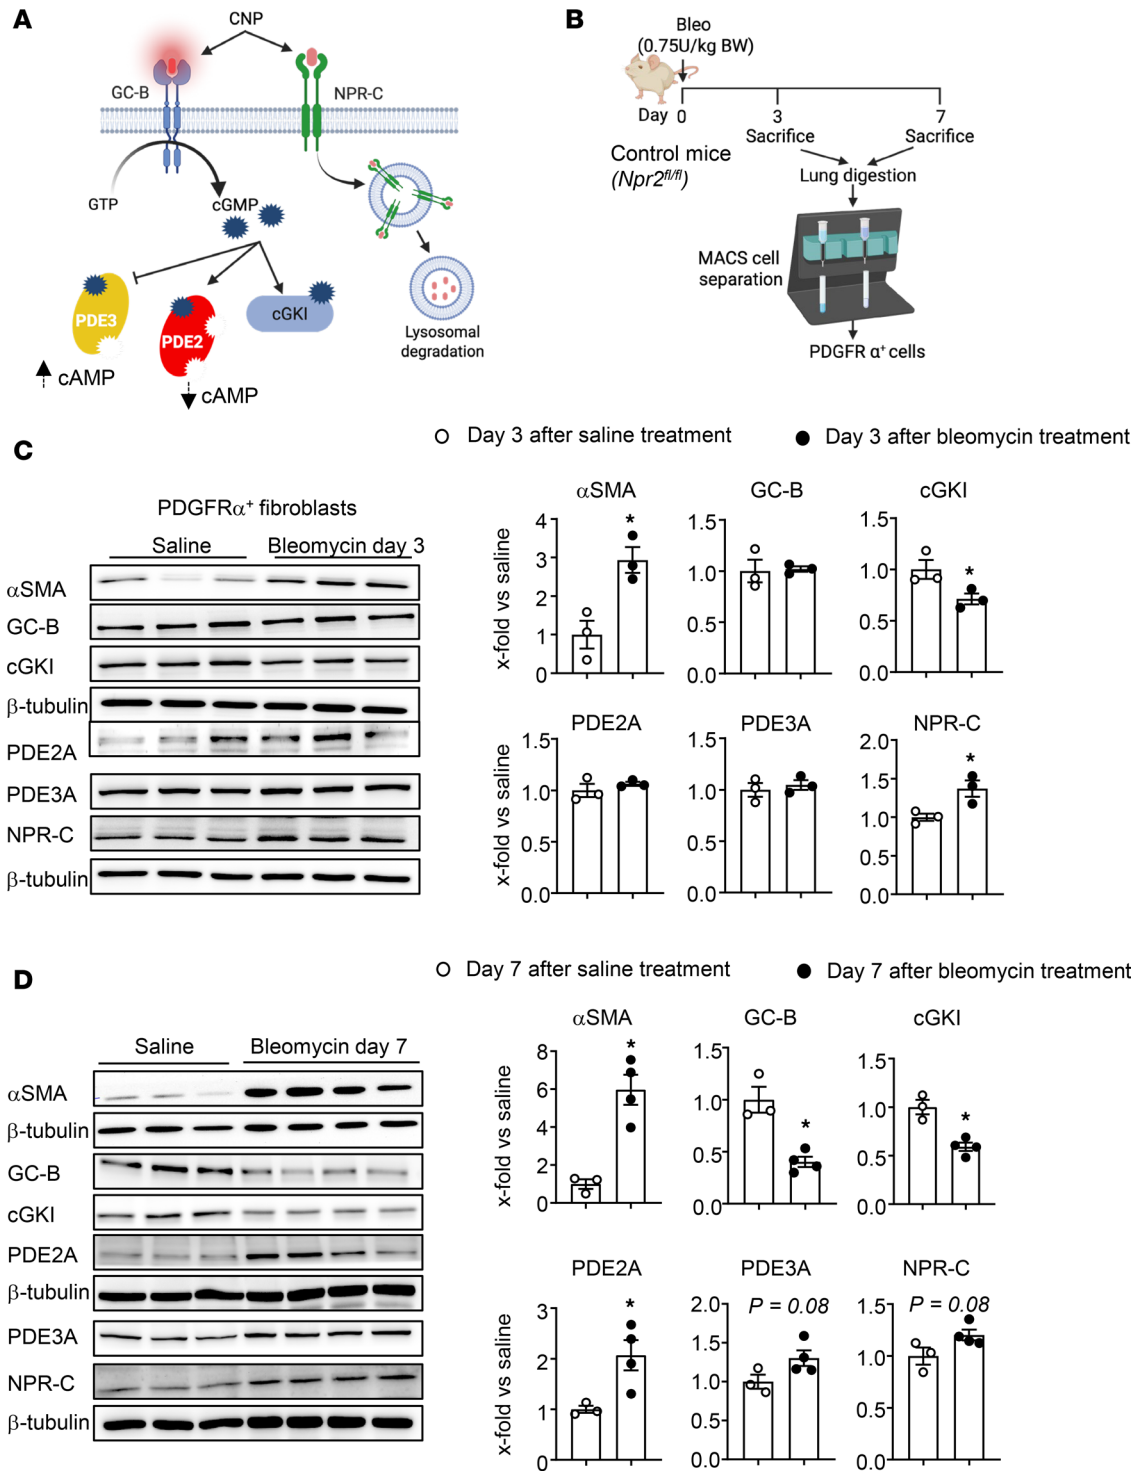 A
CNP
GC-B
NPR-C
GTP
cGMP
PDE3
PDE2
cGKI
cAMP
cAMP
Lysosomal
degradation
B
Bleo
(0.75U/kg BW)
Day 0 3 7
Sacrifice Sacrifice
Control mice
(Npr2fl/fl)
Lung digestion
MACS cell
separation
PDGFR α+ cells
C
Day 3 after saline treatment Day 3 after bleomycin treatment
PDGFRα+ fibroblasts
Saline Bleomycin day 3
αSMA
GC-B
cGKI
β-tubulin
PDE2A
PDE3A
NPR-C
β-tubulin
αSMA
x-fold vs saline
4
3
2
1
0
*
GC-B
1.5
1.0
0.5
0.0
cGKI
1.5
1.0
0.5
0.0
*
PDE2A
x-fold vs saline
1.5
1.0
0.5
0.0
PDE3A
1.5
1.0
0.5
0.0
NPR-C
2.0
1.5
1.0
0.5
0.0
*
D
Day 7 after saline treatment Day 7 after bleomycin treatment
Saline Bleomycin day 7
αSMA
β-tubulin
GC-B
cGKI
PDE2A
β-tubulin
PDE3A
NPR-C
β-tubulin
αSMA
x-fold vs saline
8
6
4
2
0
*
GC-B
1.5
1.0
0.5
0.0
*
cGKI
1.5
1.0
0.5
0.0
*
PDE2A
x-fold vs saline
3
2
1
0
*
PDE3A
P = 0.08
2.0
1.5
1.0
0.5
0.0
NPR-C
P = 0.08
1.5
1.0
0.5
0.0